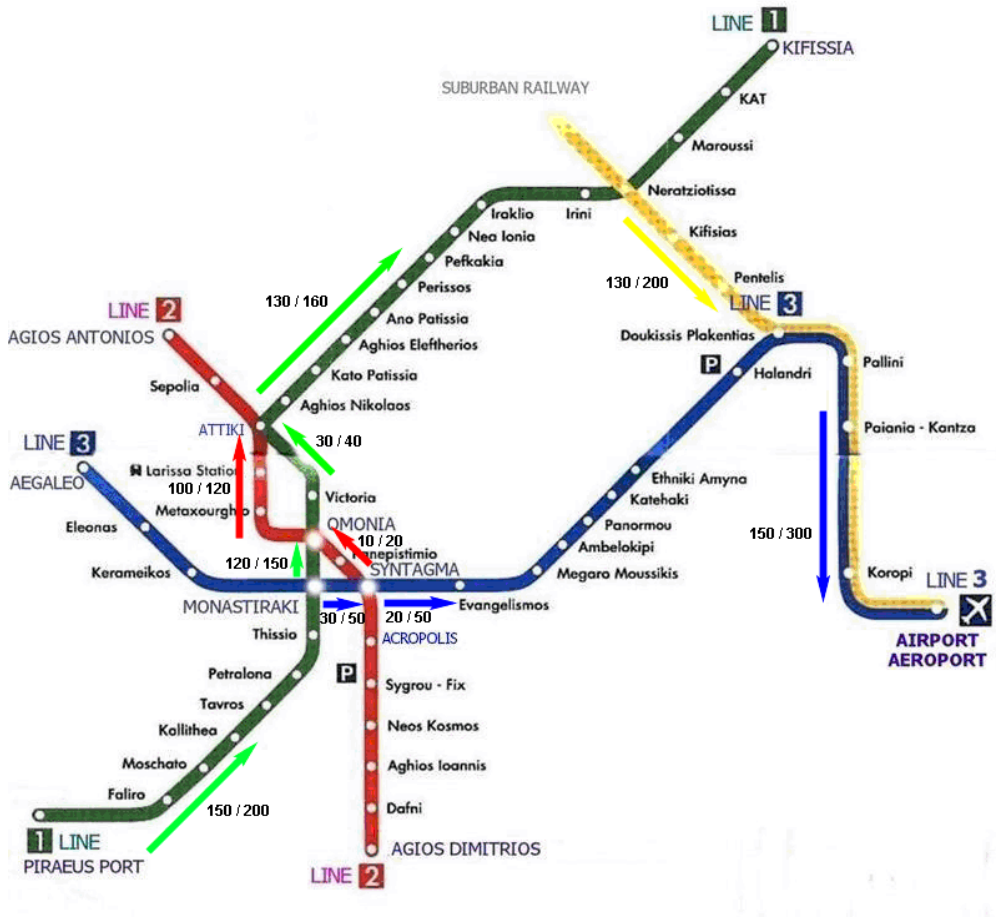 LINE 1
KIFISSIA
SUBURBAN RAILWAY
KAT
Maroussi
Neratziotissa
Iraklio
Irini
Nea Ionia
Kifisias
Pefkakia
130 / 200
Pentelis
Perissos
130 / 160
LINE 3
LINE 2
Ano Patissia
AGIOS ANTONIOS
Doukissis Plakentias
Aghios Eleftherios
P
Pallini
Halandri
Kato Patissia
Sepolia
Aghios Nikolaos
ATTIKI
Paiania - Kantza
30 / 40
LINE 3
Larissa Station
AEGALEO
Ethniki Amyna
100 / 120
Victoria
Katehaki
Metaxourghio
OMONIA
Panormou
Eleonas
10 / 20
150 / 300
Ambelokipi
Panepistimio
120 / 150
SYNTAGMA
Kerameikos
Megaro Moussikis
Koropi
LINE 3
MONASTIRAKI
Evangelismos
30 / 50
20 / 50
Thissio
ACROPOLIS
AIRPORT
AEROPORT
Petralona
P
Sygrou - Fix
Tavros
Neos Kosmos
Kallithea
Moschato
Aghios Ioannis
Faliro
150 / 200
Dafni
1 LINE
AGIOS DIMITRIOS
PIRAEUS PORT
LINE 2